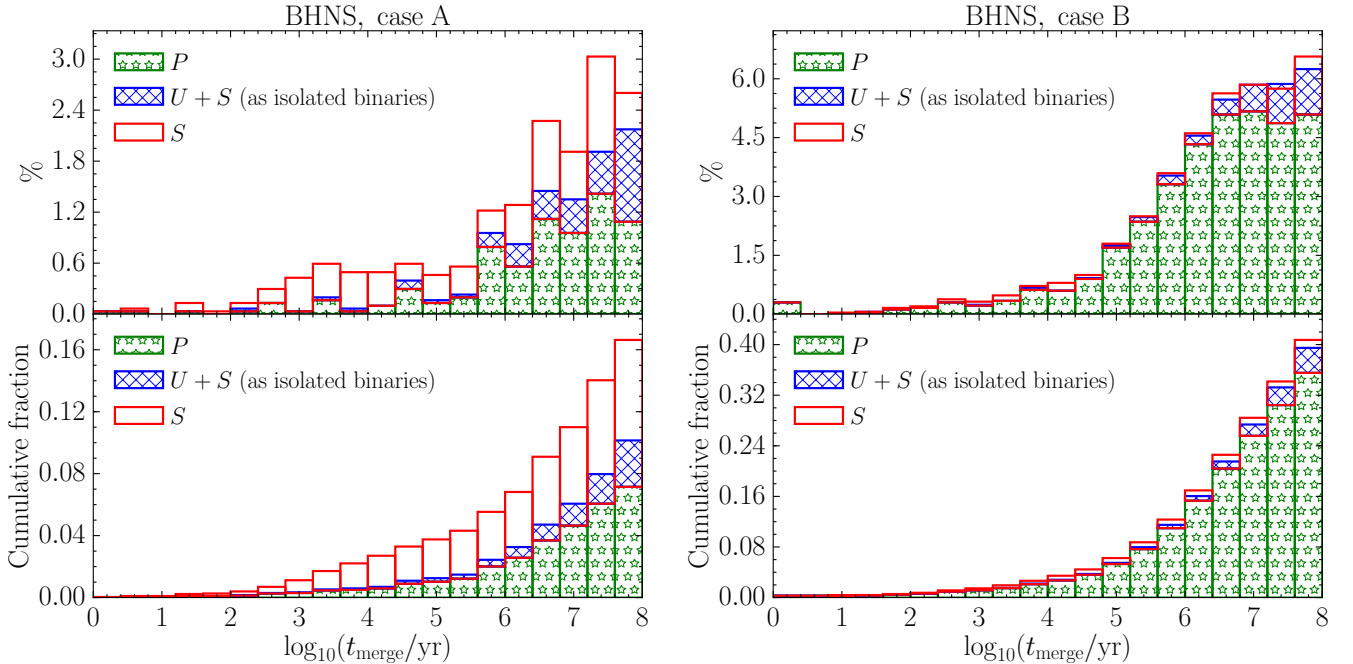 BHNS, case A
BHNS, case B
%
3.0
2.4
1.8
1.2
0.6
0.0
P
U + S (as isolated binaries)
S
%
6.0
4.5
3.0
1.5
0.0
P
U + S (as isolated binaries)
S
Cumulative fraction
0.16
0.12
0.08
0.04
0.00
P
U + S (as isolated binaries)
S
0 1 2 3 4 5 6 7 8
log₁₀(t_merge/yr)
Cumulative fraction
0.40
0.32
0.24
0.16
0.08
0.00
P
U + S (as isolated binaries)
S
0 1 2 3 4 5 6 7 8
log₁₀(t_merge/yr)